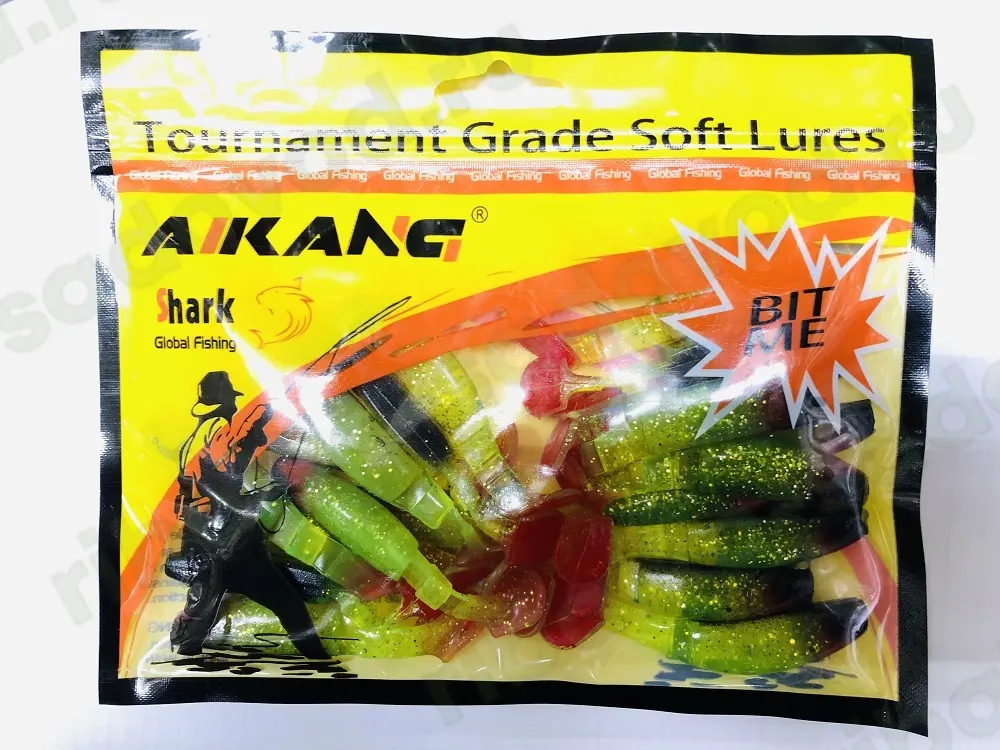 Tournament Grade Soft Lures
Global Fishing Global Fishing Global Fishing Global Fishing Global Fishing Global Fishing Global Fishing Global Fishing Global Fishing
AIKANG®
Shark
Global Fishing
BIT
ME